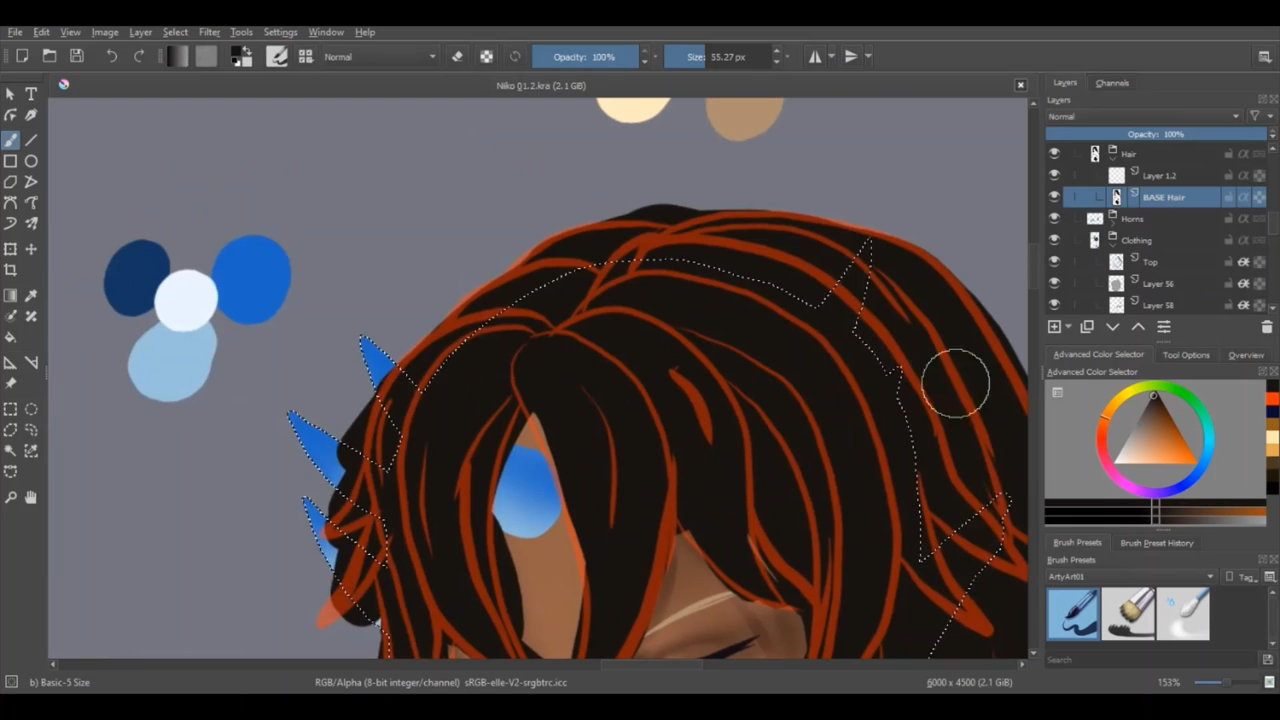 File Edit View Image Layer Select Filter Tools Settings Window Help
Normal Opacity: 100% Size: 55.27 px
Niko 01.2.kra (2.1 GiB)
Layers Channels
Layers
Normal
Opacity: 100%
Hair
Layer 1.2
BASE Hair
Horns
Clothing
Top
Layer 56
Layer 58
Advanced Color Selector Tool Options Overview
Advanced Color Selector
Brush Presets Brush Preset History
Brush Presets
ArtyArt01 Tag
Search
b) Basic-5 Size RGB/Alpha (8-bit integer/channel) sRGB-elle-V2-srgbtrc.icc 6000 x 4500 (2.1 GiB) 153%